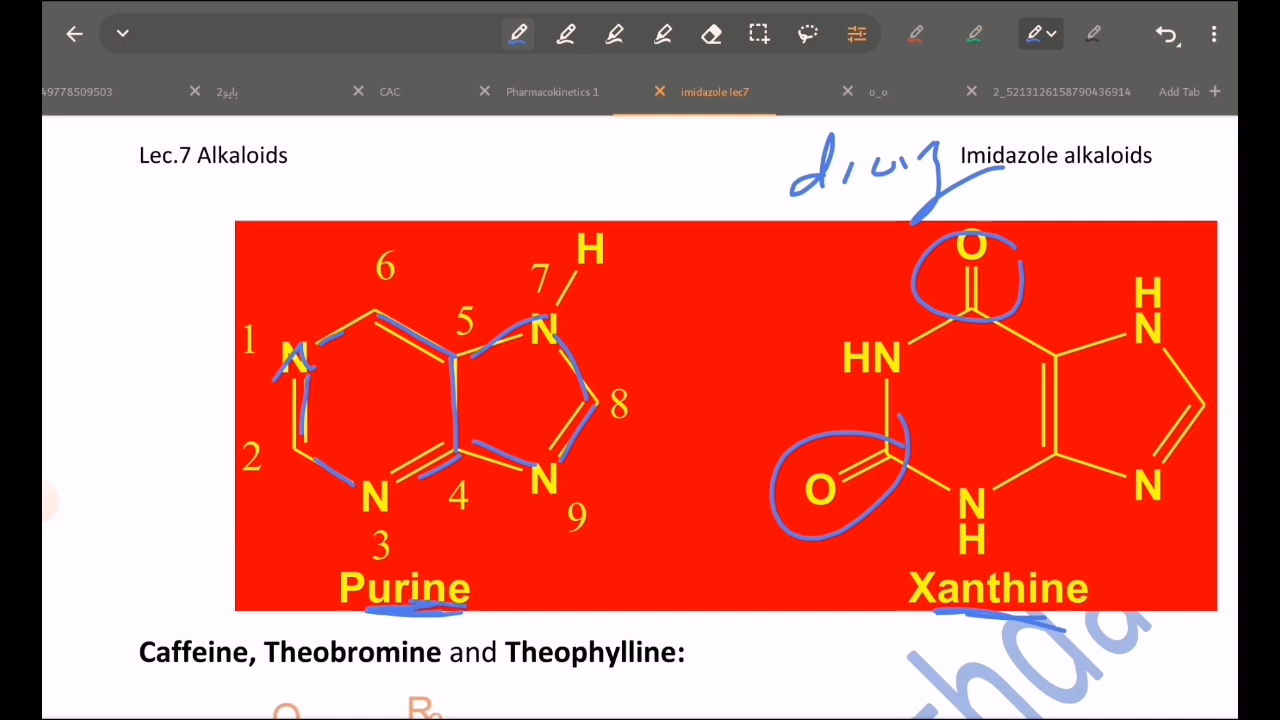 49778509503 بايو2 CAC Pharmacokinetics 1 imidazole lec7 o_o 2_5213126158790436914 Add Tab
Lec.7 Alkaloids Imidazole alkaloids
H
6 7 O
5 H
1 N N HN N
8
2 O
N 4 N N N
3 9 H
Purine Xanthine
Caffeine, Theobromine and Theophylline:
O R